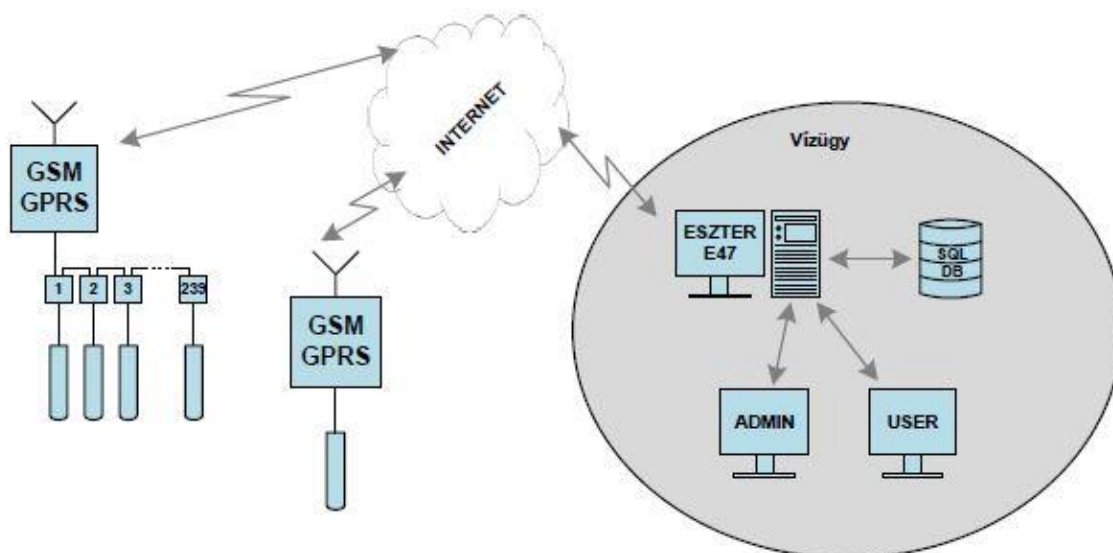 INTERNET
GSM
GPRS
1 2 3 239
GSM
GPRS
Vízügy
ESZTER
E47
SQL
DB
ADMIN
USER